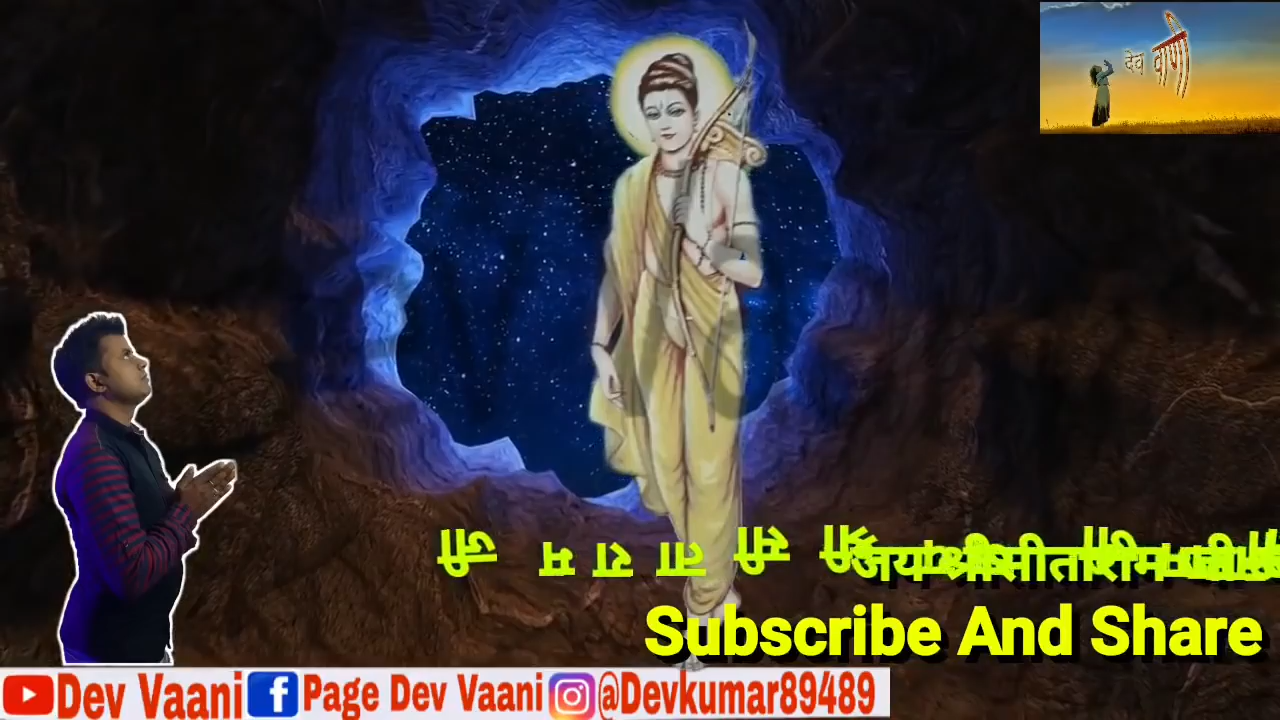 देव वाणी
जय श्री सीताराम
Subscribe And Share
Dev Vaani Page Dev Vaani @Devkumar89489